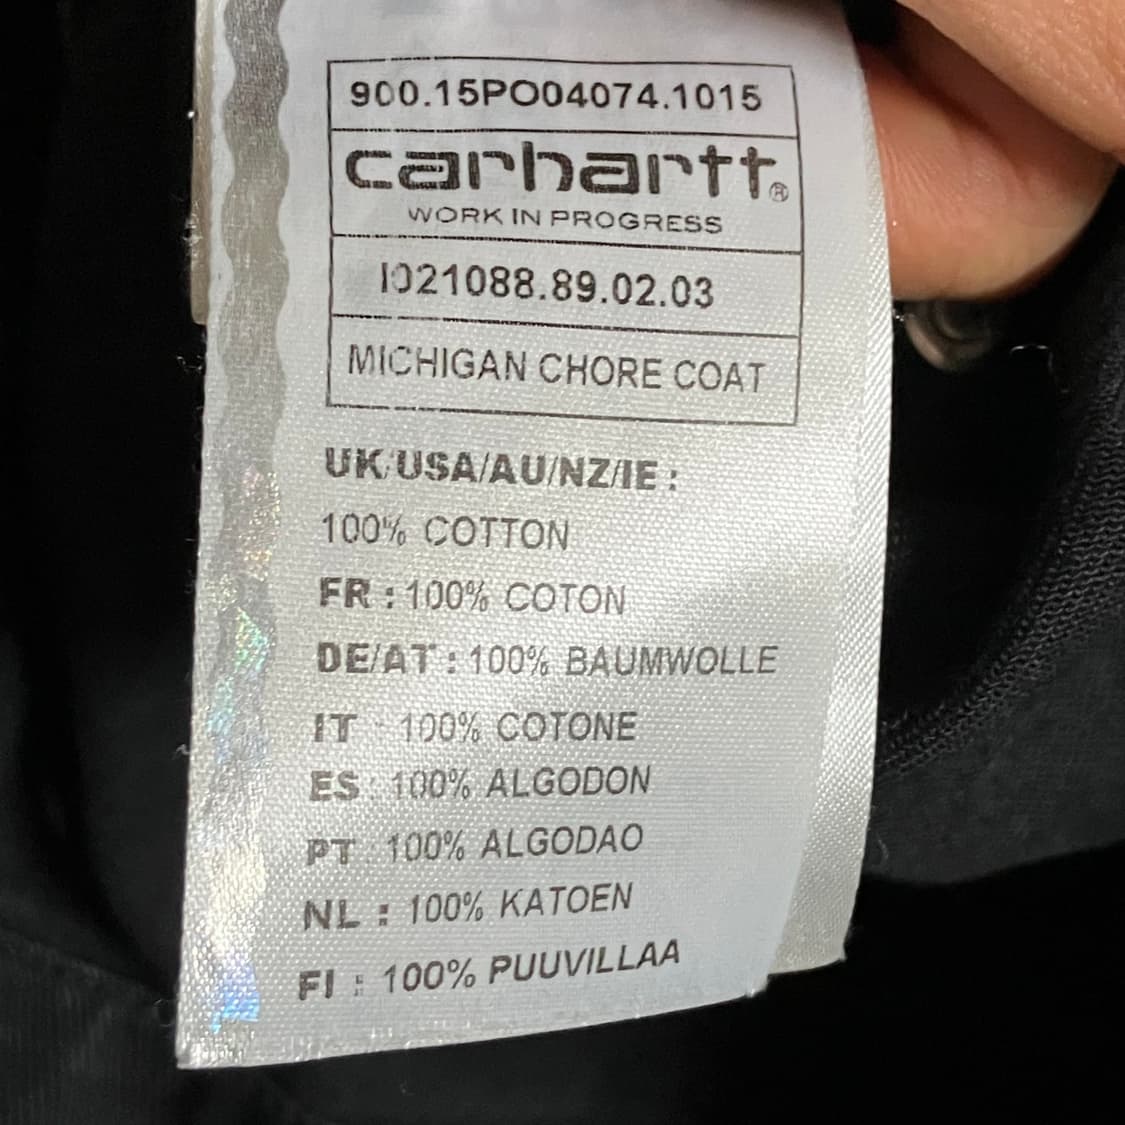 900.15PO04074.1015
carhartt®
WORK IN PROGRESS
I021088.89.02.03
MICHIGAN CHORE COAT
UK/USA/AU/NZ/IE :
100% COTTON
FR : 100% COTON
DE/AT : 100% BAUMWOLLE
IT : 100% COTONE
ES : 100% ALGODON
PT : 100% ALGODAO
NL : 100% KATOEN
FI : 100% PUUVILLAA